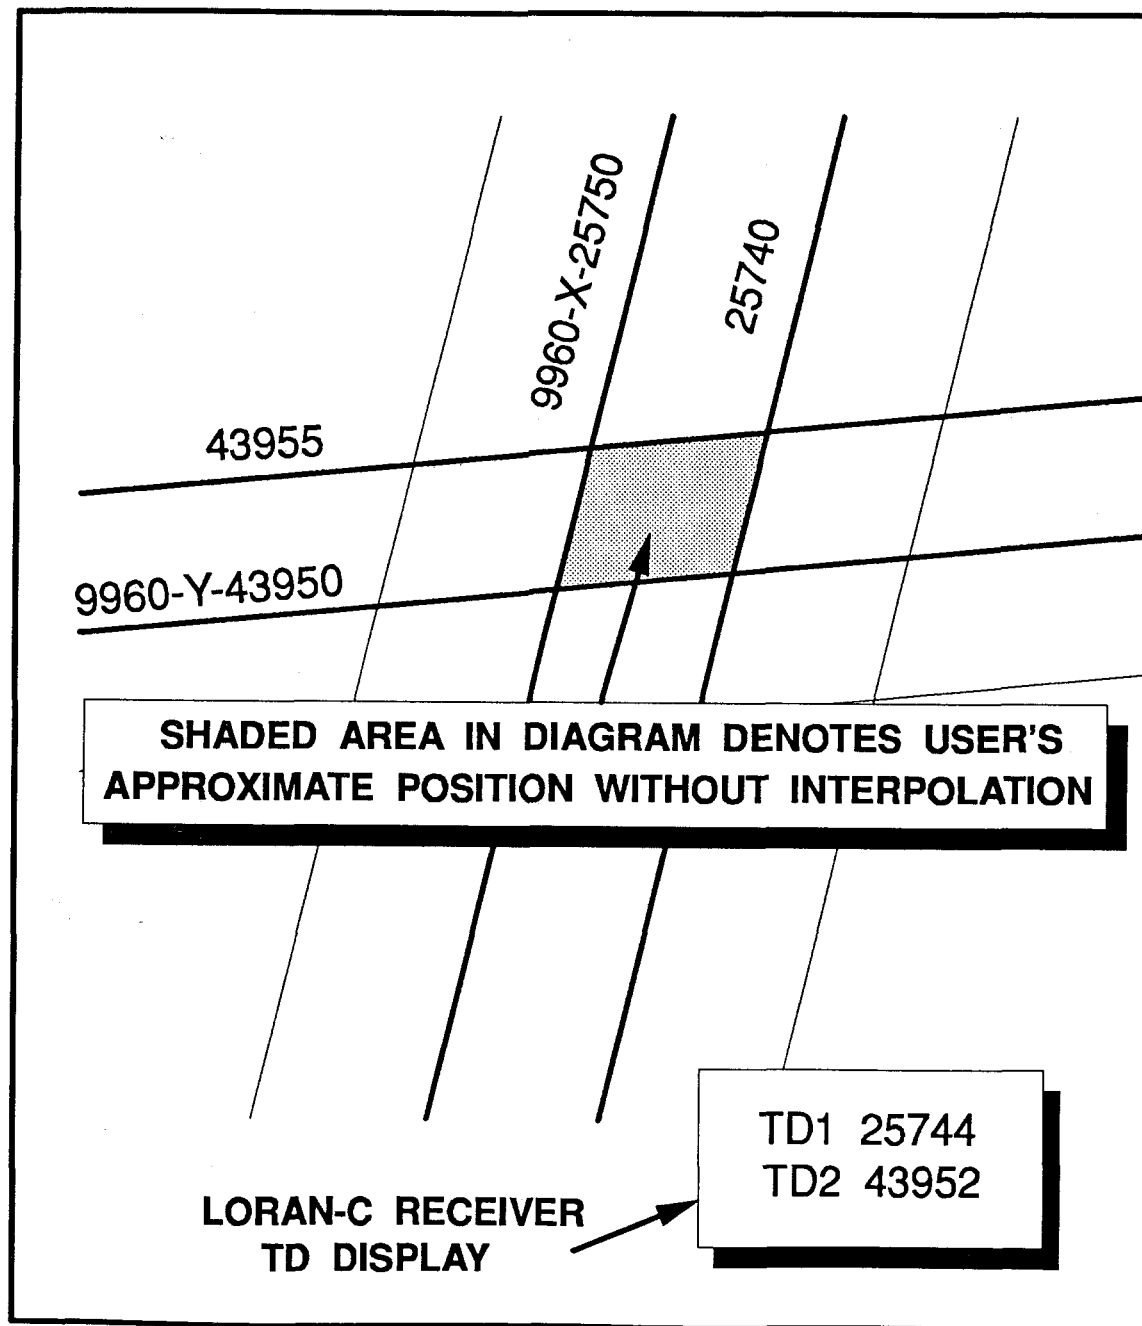 9960-X-25750
25740
43955
9960-Y-43950
SHADED AREA IN DIAGRAM DENOTES USER'S
APPROXIMATE POSITION WITHOUT INTERPOLATION
TD1 25744
TD2 43952
LORAN-C RECEIVER
TD DISPLAY